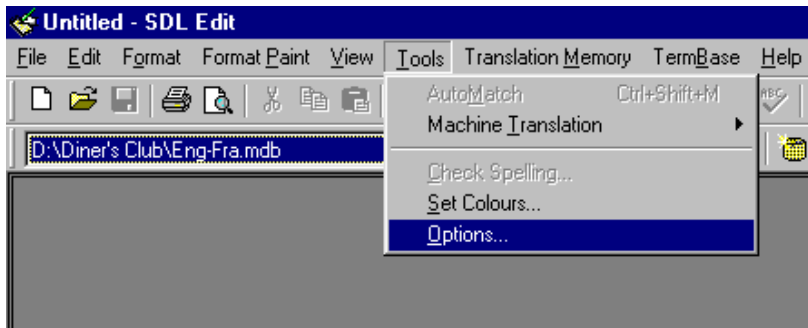 Untitled - SDL Edit
File Edit Format Format Paint View Tools Translation Memory TermBase Help
AutoMatch Ctrl+Shift+M
ABC
Machine Translation
D:\Diner's Club\Eng-Fra.mdb
Check Spelling...
Set Colours...
Options...